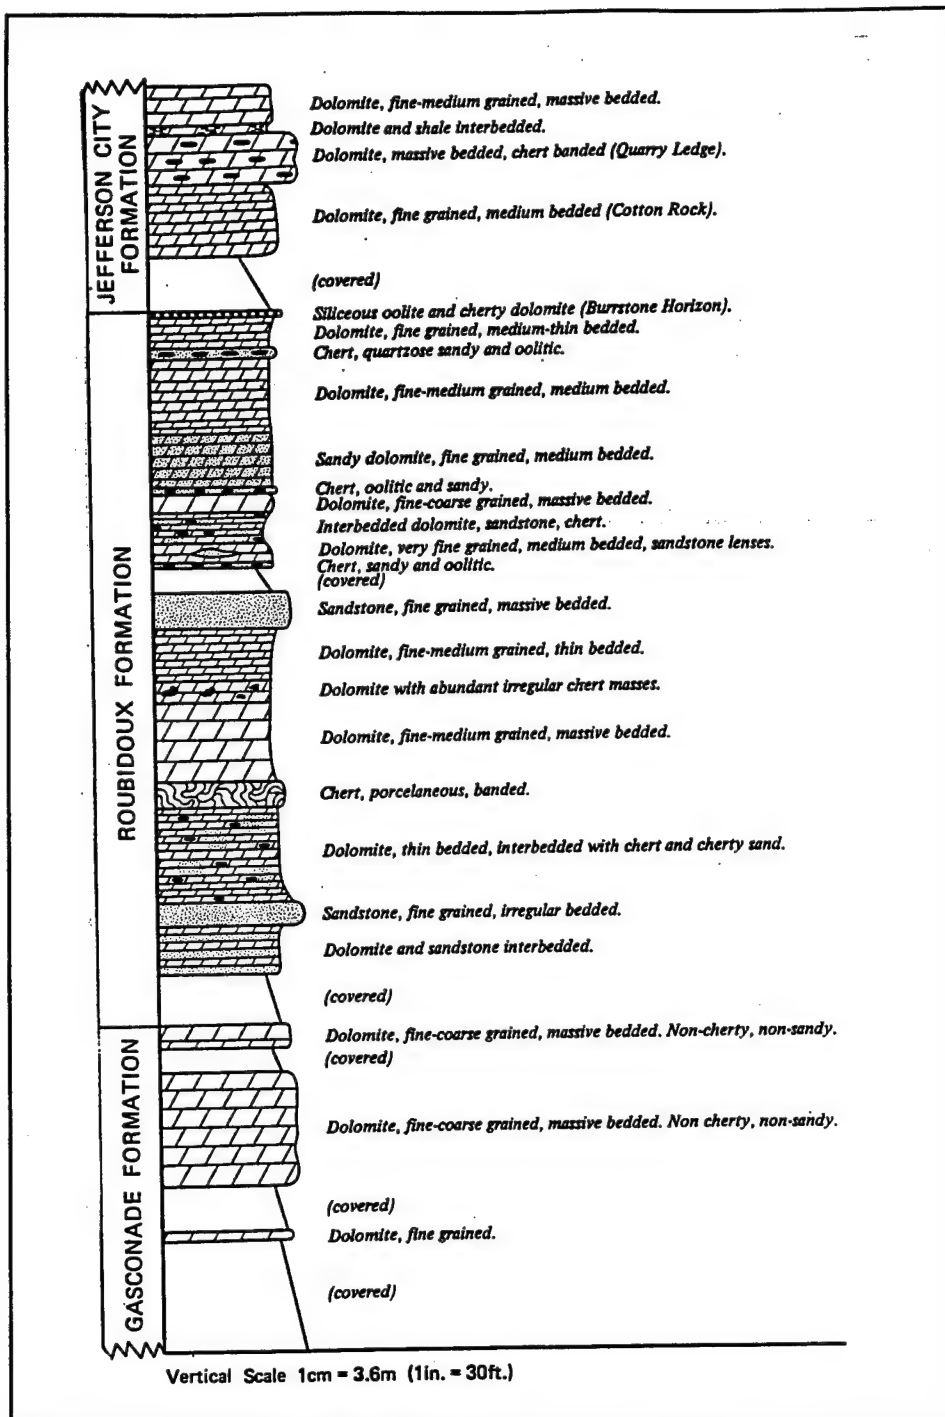 JEFFERSON CITY
FORMATION
Dolomite, fine-medium grained, massive bedded.
Dolomite and shale interbedded.
Dolomite, massive bedded, chert banded (Quarry Ledge).
Dolomite, fine grained, medium bedded (Cotton Rock).
(covered)
ROUBIDOUX FORMATION
Siliceous oolite and cherty dolomite (Burrstone Horizon).
Dolomite, fine grained, medium-thin bedded.
Chert, quartzose sandy and oolitic.
Dolomite, fine-medium grained, medium bedded.
Sandy dolomite, fine grained, medium bedded.
Chert, oolitic and sandy.
Dolomite, fine-coarse grained, massive bedded.
Interbedded dolomite, sandstone, chert.
Dolomite, very fine grained, medium bedded, sandstone lenses.
Chert, sandy and oolitic.
(covered)
Sandstone, fine grained, massive bedded.
Dolomite, fine-medium grained, thin bedded.
Dolomite with abundant irregular chert masses.
Dolomite, fine-medium grained, massive bedded.
Chert, porcelaneous, banded.
Dolomite, thin bedded, interbedded with chert and cherty sand.
Sandstone, fine grained, irregular bedded.
Dolomite and sandstone interbedded.
(covered)
GASCONADE FORMATION
Dolomite, fine-coarse grained, massive bedded. Non-cherty, non-sandy.
(covered)
Dolomite, fine-coarse grained, massive bedded. Non cherty, non-sandy.
(covered)
Dolomite, fine grained.
(covered)
Vertical Scale 1cm = 3.6m (1in. = 30ft.)